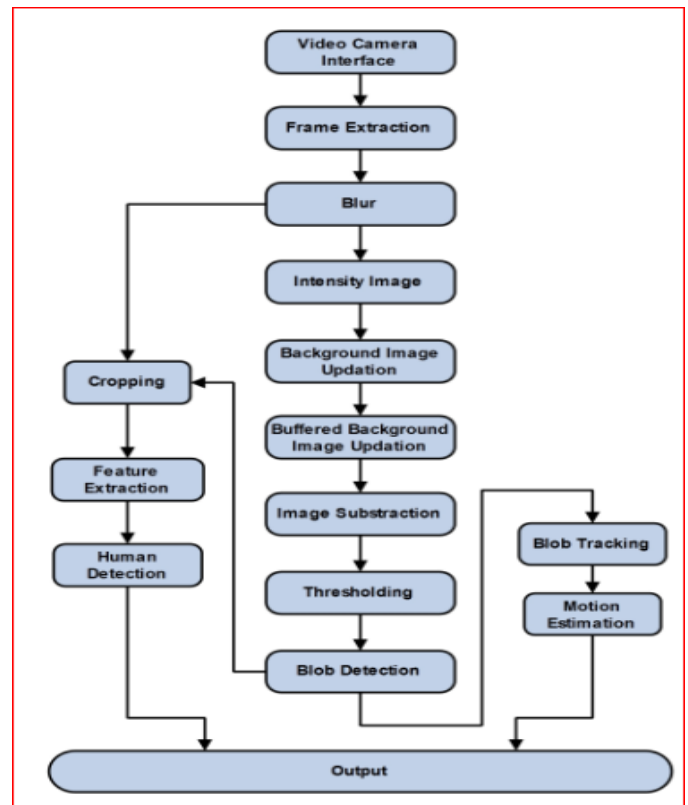 Video Camera
Interface
Frame Extraction
Blur
Intensity Image
Background Image
Updation
Buffered Background
Image Updation
Image Substraction
Thresholding
Blob Detection
Cropping
Feature
Extraction
Human
Detection
Blob Tracking
Motion
Estimation
Output